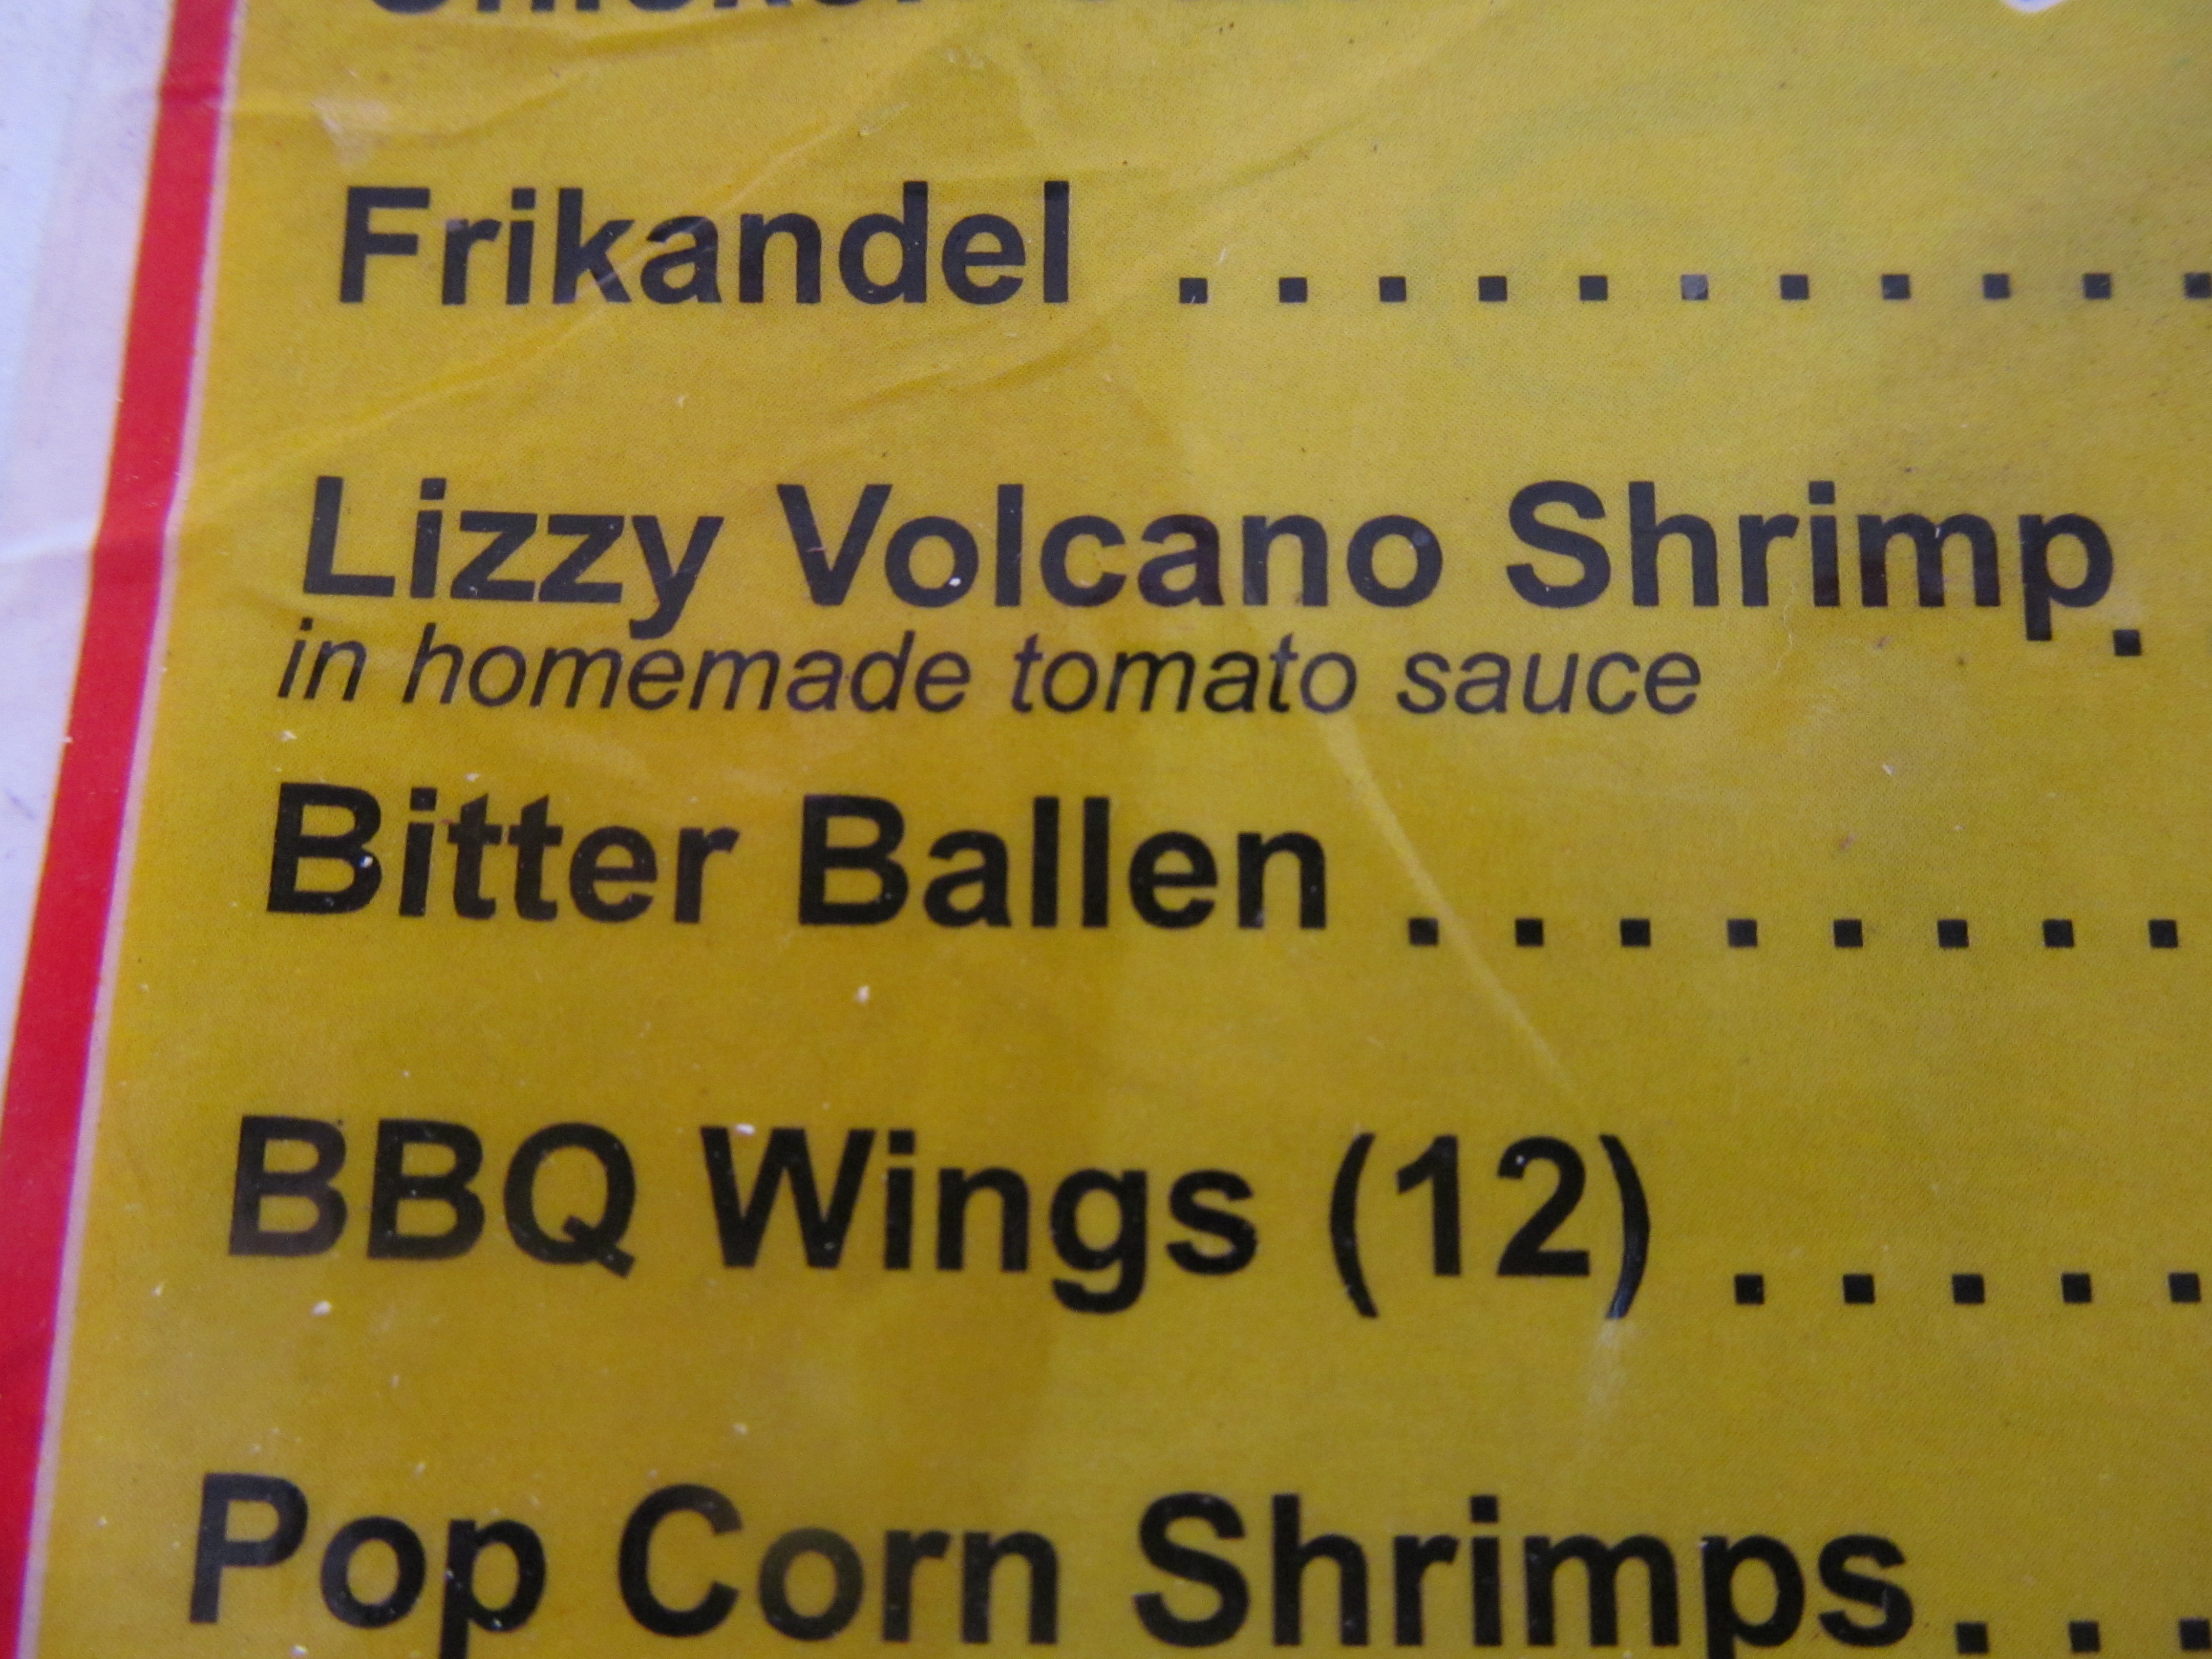 Frikandel ...........
Lizzy Volcano Shrimp.
in homemade tomato sauce
Bitter Ballen ........
BBQ Wings (12) .....
Pop Corn Shrimps...